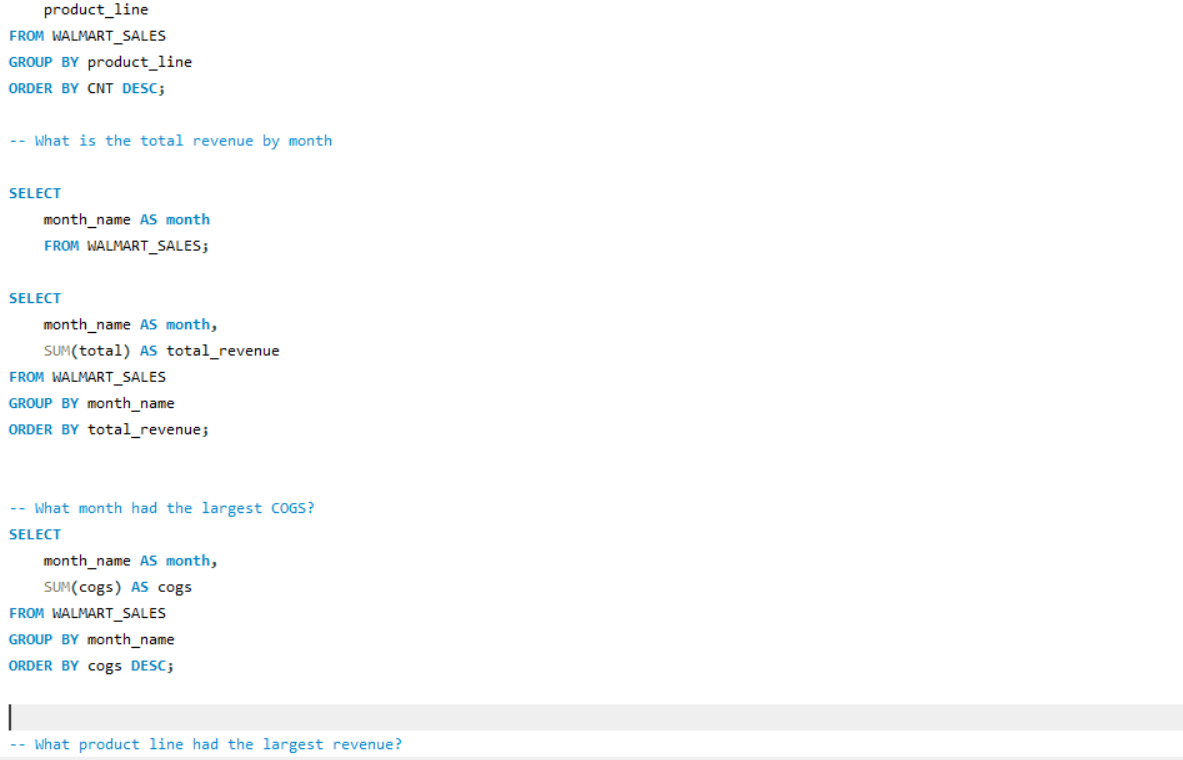 product_line
FROM WALMART_SALES
GROUP BY product_line
ORDER BY CNT DESC;
-- What is the total revenue by month
SELECT
month_name AS month
FROM WALMART_SALES;
SELECT
month_name AS month,
SUM(total) AS total_revenue
FROM WALMART_SALES
GROUP BY month_name
ORDER BY total_revenue;
-- What month had the largest COGS?
SELECT
month_name AS month,
SUM(cogs) AS cogs
FROM WALMART_SALES
GROUP BY month_name
ORDER BY cogs DESC;
-- What product line had the largest revenue?